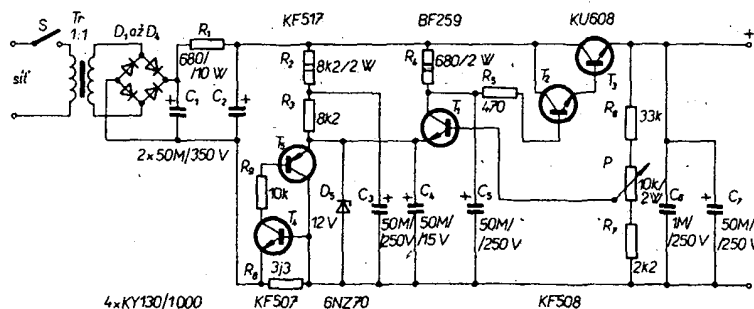 S
Tr
1:1
D₁ až D₄
R₁
680/
/10 W
KF517
BF259
KU608
+
síť
C₁
+
C₂
+
2 x 50M/350 V
R₂
8k2/2 W
R₃
8k2
R₄
680/2 W
R₅
470
T₁
T₂
T₃
T₅
R₉
10k
T₄
D₅
12 V
C₃
+
50M/
/250V
C₄
+
50M/
/15 V
C₅
+
50M/
/250 V
R₆
33k
P
10k/
2W
R₇
2k2
C₆
1M/
/250 V
C₇
+
50M/
/250 V
R₈
3j3
4xKY130/1000
KF507
6NZ70
KF508